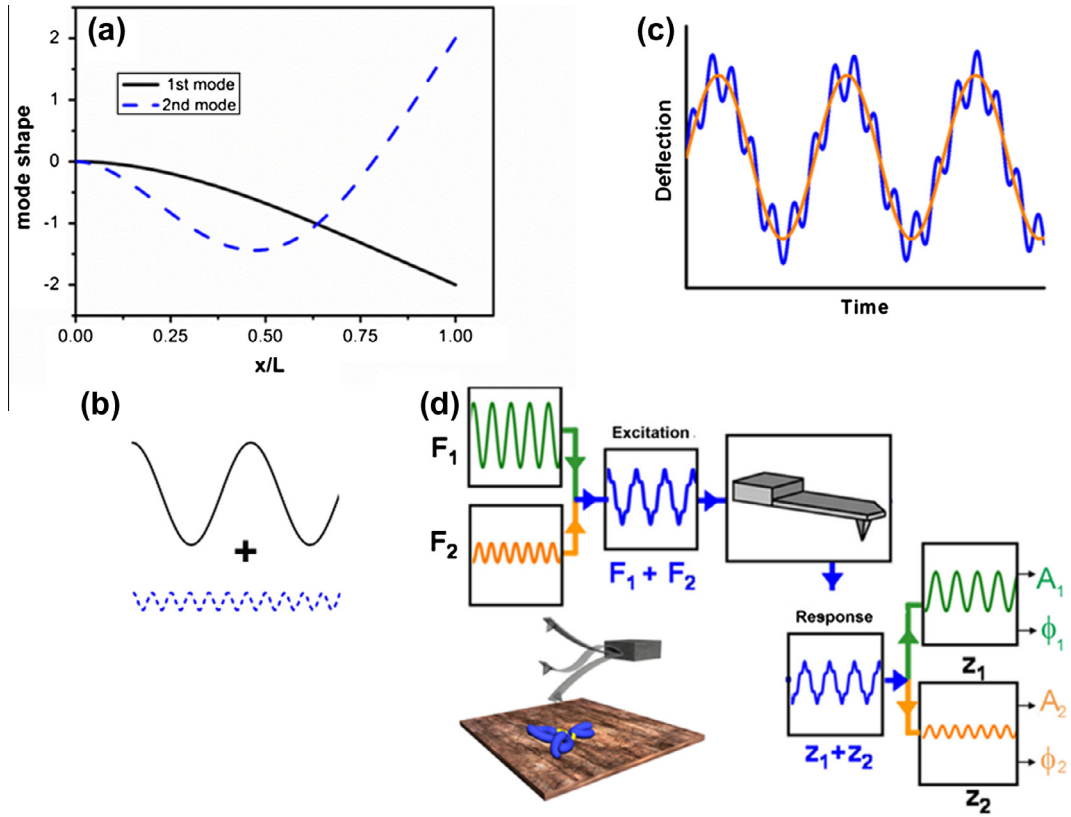 (a)
1st mode
2nd mode
mode shape
2
1
0
-1
-2
0.00 0.25 0.50 0.75 1.00
x/L
(b)
+
(c)
Deflection
Time
(d)
F1
F2
Excitation
F1 + F2
Response
z1+z2
A1
ϕ1
z1
A2
ϕ2
z2